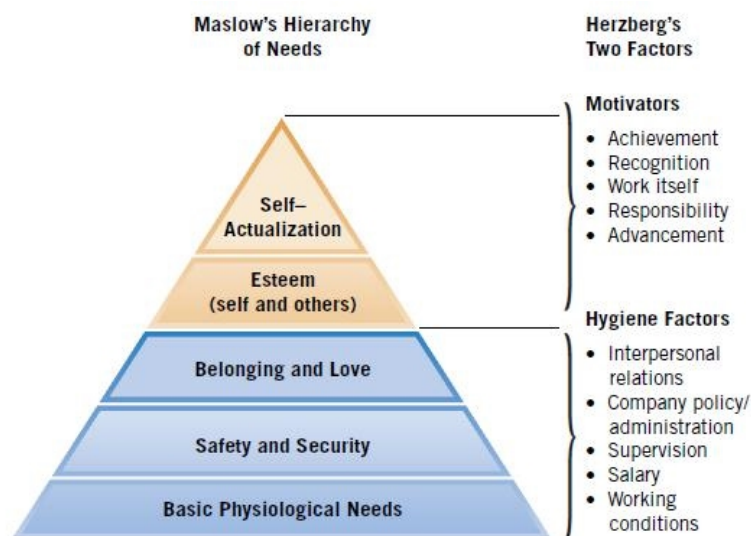 Maslow's Hierarchy
of Needs
Self–
Actualization
Esteem
(self and others)
Belonging and Love
Safety and Security
Basic Physiological Needs
Herzberg's
Two Factors
Motivators
• Achievement
• Recognition
• Work itself
• Responsibility
• Advancement
Hygiene Factors
• Interpersonal
relations
• Company policy/
administration
• Supervision
• Salary
• Working
conditions